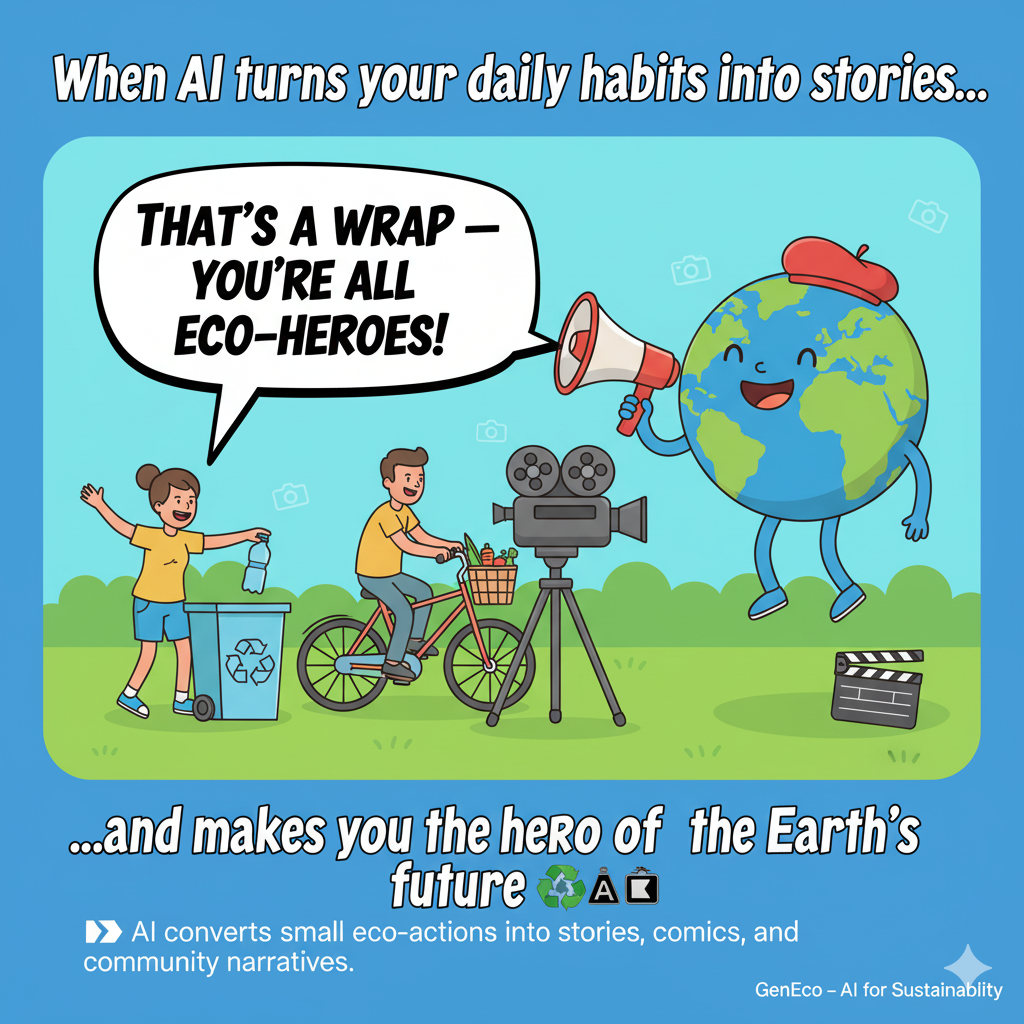 When AI turns your daily habits into stories...
THAT'S A WRAP –
YOU'RE ALL
ECO-HEROES!
...and makes you the heRo of the Earth's
future ♻️ A
AI converts small eco-actions into stories, comics, and
community narratives.
GenEco – AI for Sustainablity